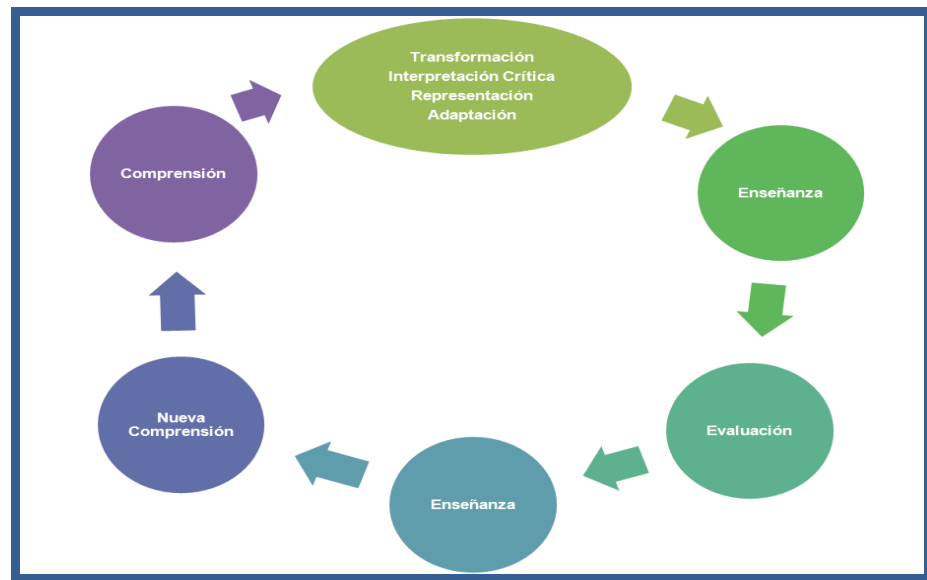 Transformación
Interpretación Crítica
Representación
Adaptación
Enseñanza
Evaluación
Enseñanza
Nueva
Comprensión
Comprensión